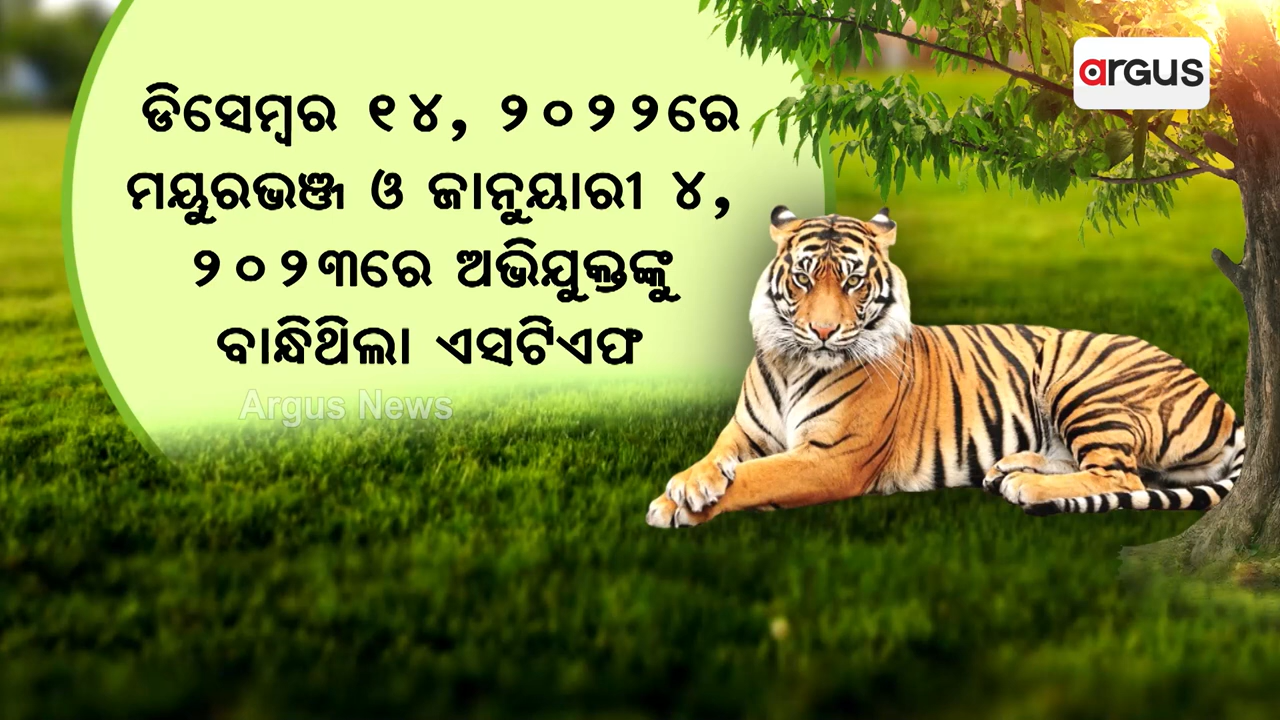 argus
ଡିସେମ୍ବର ୧୪, ୨୦୨୨ରେ
ମୟୁରଭଞ୍ଜ ଓ ଜାନୁୟାରୀ ୪,
୨୦୨୩ରେ ଅଭିଯୁକ୍ତଙ୍କୁ
ବାନ୍ଧିଥିଲା ଏସଟିଏଫ
Argus News